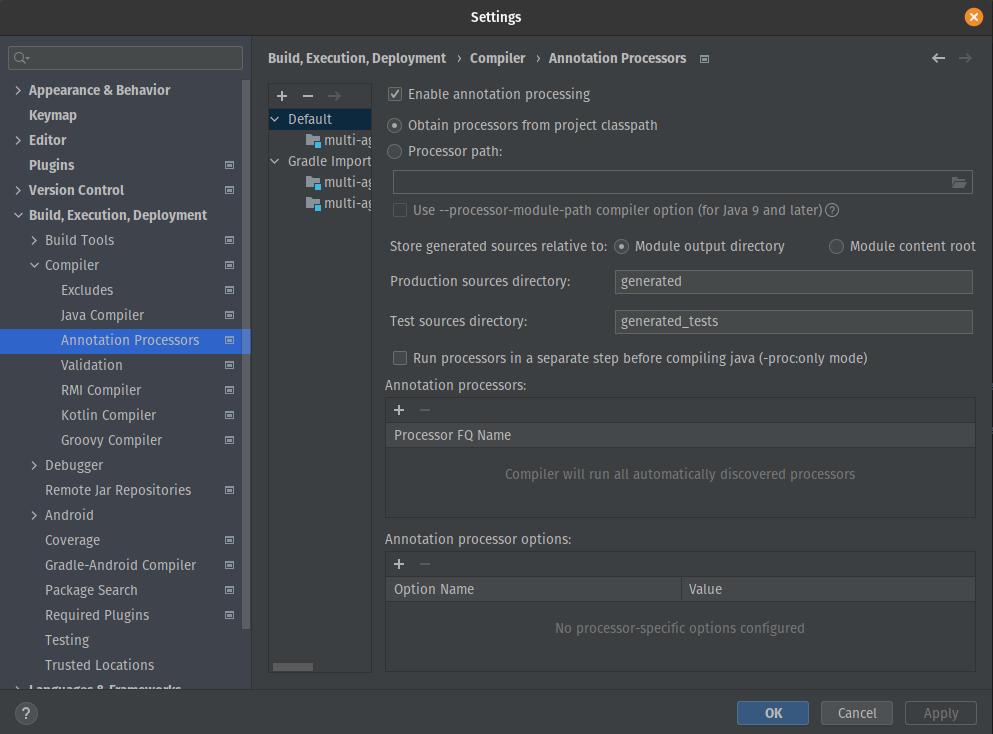 Settings
Appearance & Behavior
Keymap
Editor
Plugins
Version Control
Build, Execution, Deployment
Build Tools
Compiler
Excludes
Java Compiler
Annotation Processors
Validation
RMI Compiler
Kotlin Compiler
Groovy Compiler
Debugger
Remote Jar Repositories
Android
Coverage
Gradle-Android Compiler
Package Search
Required Plugins
Testing
Trusted Locations
Languages & Frameworks
Build, Execution, Deployment › Compiler › Annotation Processors
Default
multi-ag
Gradle Import
multi-ag
multi-ag
Enable annotation processing
Obtain processors from project classpath
Processor path:
Use --processor-module-path compiler option (for Java 9 and later) ?
Store generated sources relative to: Module output directory Module content root
Production sources directory: generated
Test sources directory: generated_tests
Run processors in a separate step before compiling java (-proc:only mode)
Annotation processors:
Processor FQ Name
Compiler will run all automatically discovered processors
Annotation processor options:
Option Name Value
No processor-specific options configured
? OK Cancel Apply